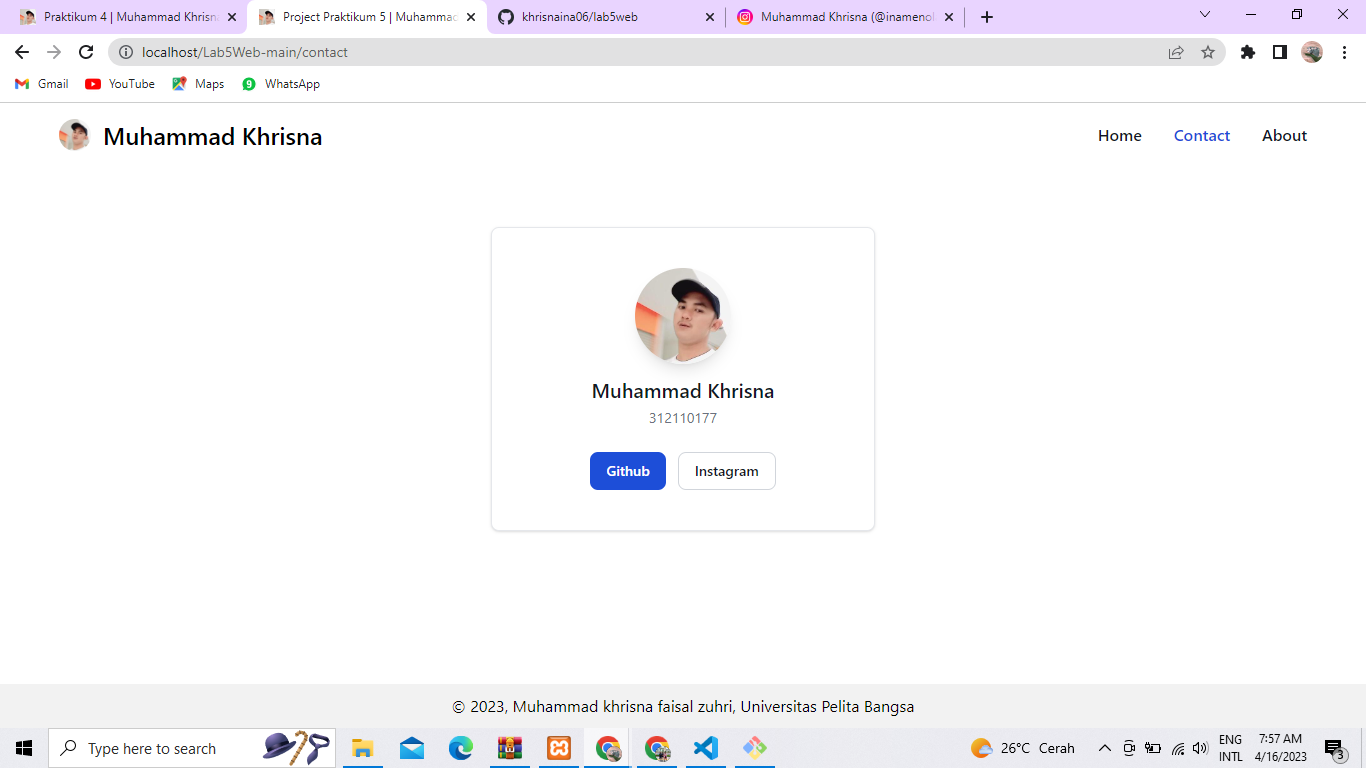 Praktikum 4 | Muhammad Khrisn
Project Praktikum 5 | Muhammad
khrisnaina06/lab5web
Muhammad Khrisna (@inameno
localhost/Lab5Web-main/contact
Gmail
YouTube
Maps
9
WhatsApp
Muhammad Khrisna
Home
Contact
About
Muhammad Khrisna
312110177
Github
Instagram
© 2023, Muhammad khrisna faisal zuhri, Universitas Pelita Bangsa
Type here to search
26°C Cerah
ENG
INTL
7:57 AM
4/16/2023
3